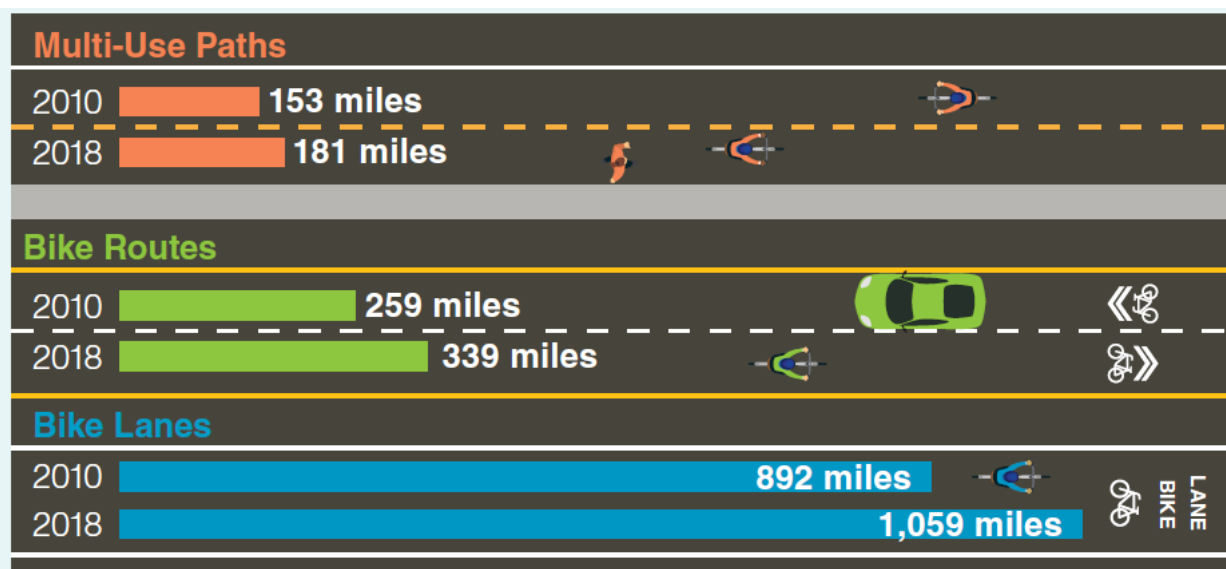 Multi-Use Paths
2010 153 miles
2018 181 miles
Bike Routes
2010 259 miles
2018 339 miles
Bike Lanes
2010 892 miles
2018 1,059 miles
LANE
BIKE